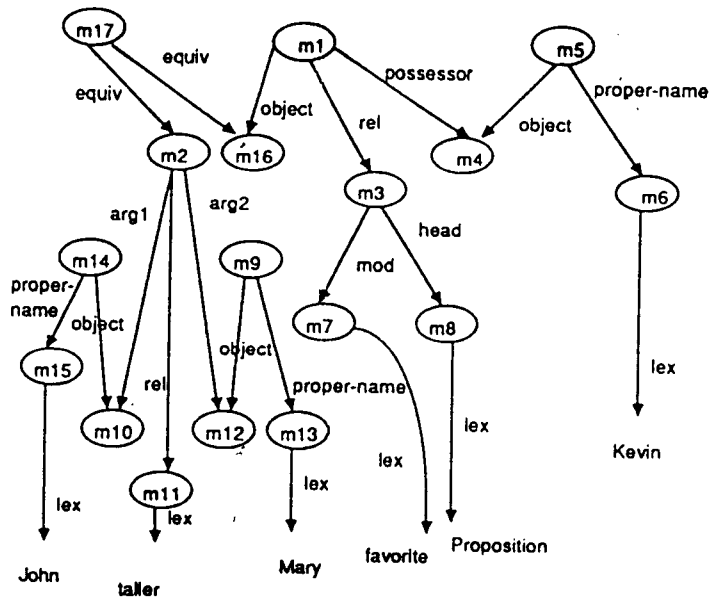 m17
m1
m5
equiv
possessor
equiv
proper-name
object
rel
object
m2
m16
m4
m3
m6
arg1
arg2
head
m14
m9
mod
proper-
name
object
m7
m8
m15
object
proper-name
lex
rel
m10
m12
m13
lex
Kevin
lex
m11
lex
lex
lex
John
taller
Mary
favorite
Proposition